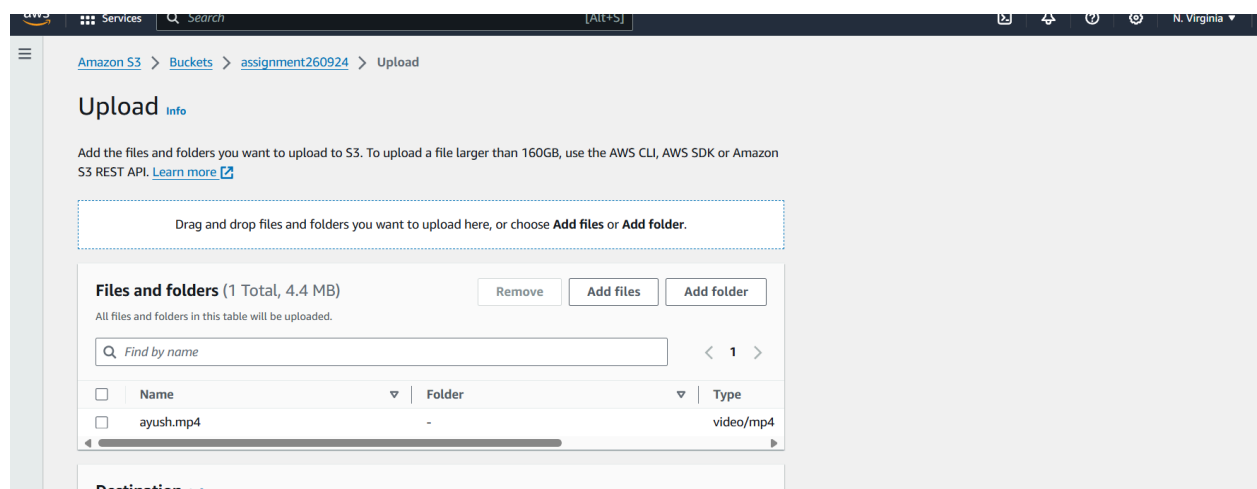 aws Services Search [Alt+S] N. Virginia
Amazon S3 > Buckets > assignment260924 > Upload
Upload Info
Add the files and folders you want to upload to S3. To upload a file larger than 160GB, use the AWS CLI, AWS SDK or Amazon
S3 REST API. Learn more
Drag and drop files and folders you want to upload here, or choose Add files or Add folder.
Files and folders (1 Total, 4.4 MB) Remove Add files Add folder
All files and folders in this table will be uploaded.
Find by name 1
Name Folder Type
ayush.mp4 - video/mp4
Destination